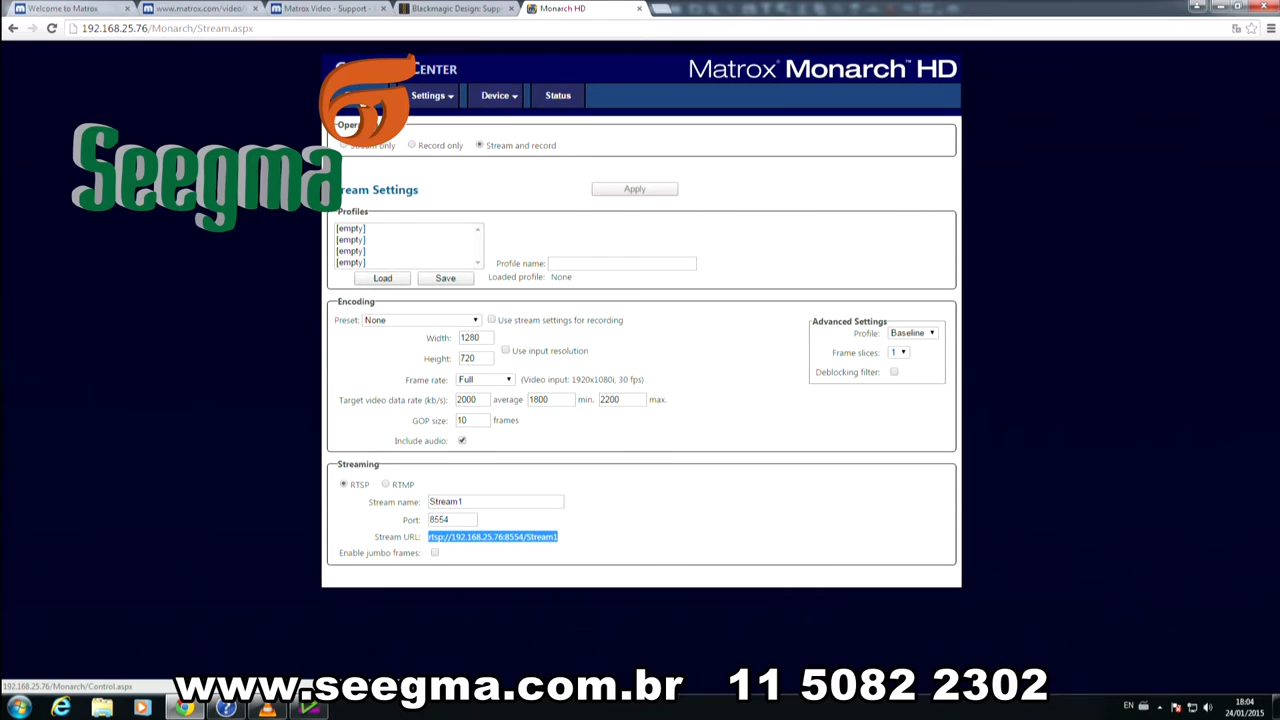 Welcome to Matrox
www.matrox.com/video/
Matrox Video - Support -
Blackmagic Design: Supp
Monarch HD
192.168.25.76/Monarch/Stream.aspx
CENTER
Matrox® Monarch™ HD
Settings
Device
Status
Seegma
Record only
Stream and record
Stream Settings
Apply
Profiles
[empty]
[empty]
[empty]
[empty]
Profile name:
Load
Save
Loaded profile: None
Encoding
Preset: None
Use stream settings for recording
Width: 1280
Use input resolution
Height: 720
Frame rate: Full (Video input: 1920x1080i, 30 fps)
Target video data rate (kb/s): 2000 average 1800 min. 2200 max.
GOP size: 10 frames
Include audio:
Advanced Settings
Profile: Baseline
Frame slices: 1
Deblocking filter:
Streaming
RTSP
RTMP
Stream name: Stream1
Port: 8554
Stream URL: rtsp://192.168.25.76:8554/Stream1
Enable jumbo frames:
192.168.25.76/Monarch/Control.aspx
www.seegma.com.br 11 5082 2302
EN
18:04
24/01/2015